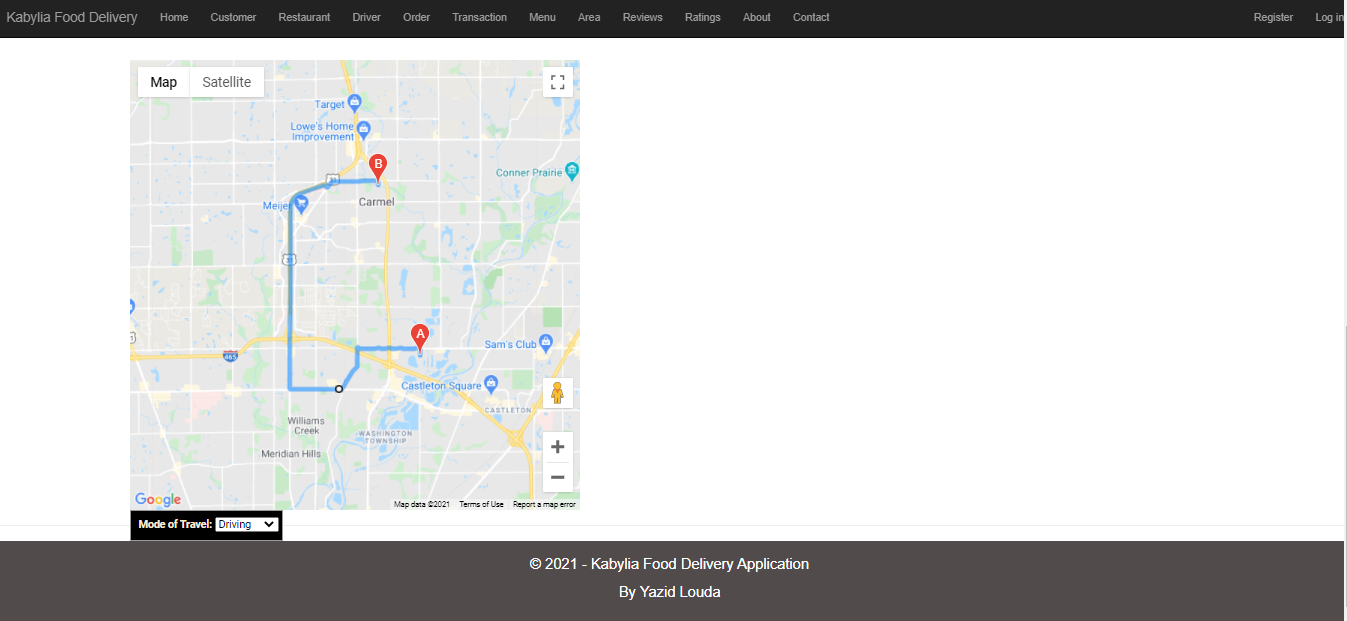 Kabylia Food Delivery Home Customer Restaurant Driver Order Transaction Menu Area Reviews Ratings About Contact Register Log in
Map Satellite
Target
Lowe's Home
Improvement
B
31
Conner Prairie
Carmel
Meijer
31
A
Sam's Club
465
Castleton Square
CASTLETON
Williams
Creek
WASHINGTON
TOWNSHIP
Meridian Hills
Google
Map data ©2021 Terms of Use Report a map error
Mode of Travel: Driving
© 2021 - Kabylia Food Delivery Application
By Yazid Louda